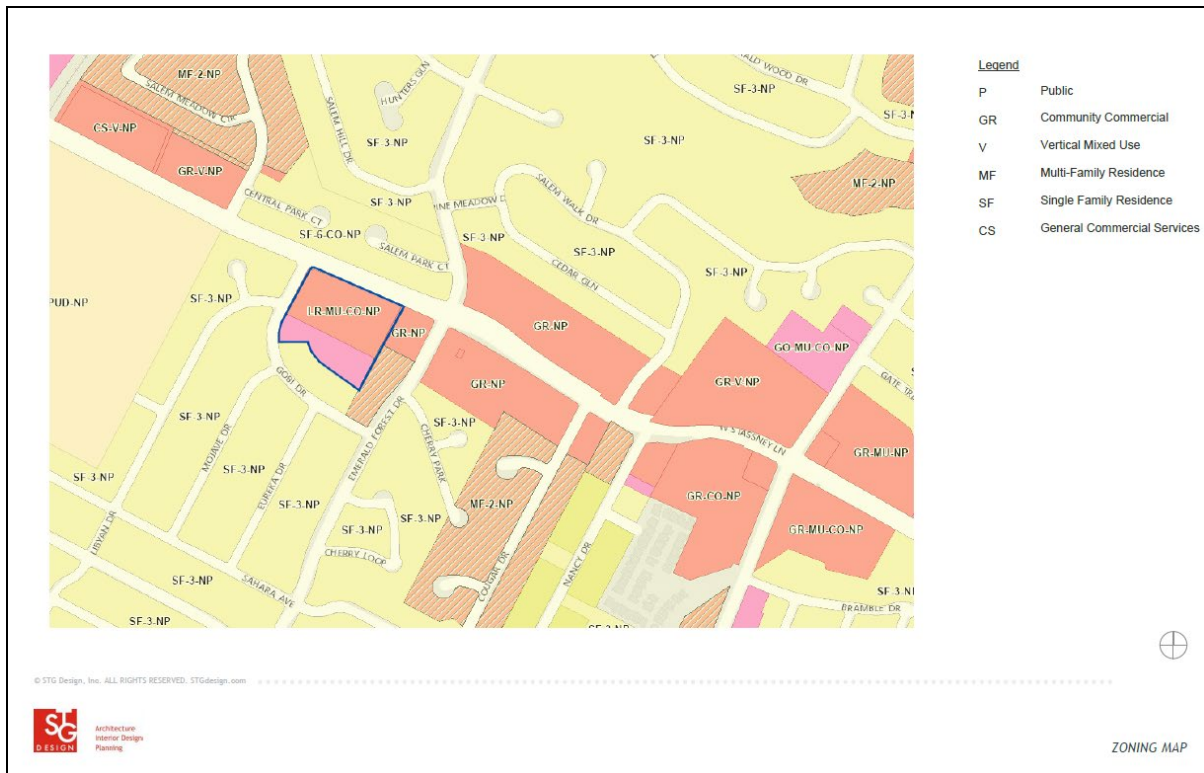 MF-2-NP
SALEM MEADOW CIR
CS-V-NP
GR-V-NP
HUNTERS GLN
SALEM HILL DR
SF-3-NP
SF-3-NP
SF-3-NP
MF-2-NP
CENTRAL PARK CT
SF-3-NP
SALEM WALK DR
SF-6-CO-NP
SALEM PARK CT
SF-3-NP
SF-3-NP
CEDAR GLN
SF-3-NP
PUD-NP
SF-3-NP
LR-MU-CO-NP
GR-NP
GR-NP
GO-MU-CO-NP
GOBI DR
GR-NP
GR-V-NP
SF-3-NP
MOJAVE DR
EMERALD FOREST DR
CHERRY PARK
SF-3-NP
W STASSNEY LN
GR-MU-NP
SF-3-NP
EUREKA DR
SF-3-NP
SF-3-NP
SF-3-NP
MF-2-NP
GR-CO-NP
GR-MU-CO-NP
LIBYAN DR
SF-3-NP
CHERRY LOOP
COUGAR DR
NANCY DR
SF-3-NP
SAHARA AVE
BRAMBLE DR
SF-3-NP
Legend
P Public
GR Community Commercial
V Vertical Mixed Use
MF Multi-Family Residence
SF Single Family Residence
CS General Commercial Services
© STG Design, Inc. ALL RIGHTS RESERVED. STGdesign.com
STG
DESIGN
Architecture
Interior Design
Planning
ZONING MAP